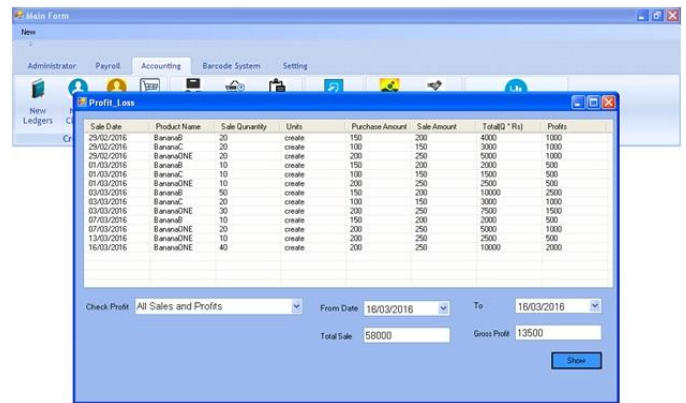 Main Form
New
Administrator Payroll Accounting Barcode System Setting
New
Ledgers
Profit_Loss
Sale Date Product Name Sale Qunantity Units Purchase Amount Sale Amount Total(Q * Rs) Profits
29/02/2016 BananaB 20 create 150 200 4000 1000
29/02/2016 BananaC 20 create 100 150 3000 1000
29/02/2016 BananaONE 20 create 200 250 5000 1000
01/03/2016 BananaB 10 create 150 200 2000 500
01/03/2016 BananaC 10 create 100 150 1500 500
01/03/2016 BananaONE 10 create 200 250 2500 500
03/03/2016 BananaB 50 create 150 200 10000 2500
03/03/2016 BananaC 20 create 100 150 3000 1000
03/03/2016 BananaONE 30 create 200 250 7500 1500
07/03/2016 BananaB 10 create 150 200 2000 500
07/03/2016 BananaONE 20 create 200 250 5000 1000
13/03/2016 BananaONE 10 create 200 250 2500 500
16/03/2016 BananaONE 40 create 200 250 10000 2000
Check Profit All Sales and Profits From Date 16/03/2016 To 16/03/2016
Total Sale 58000 Gross Profit 13500
Show